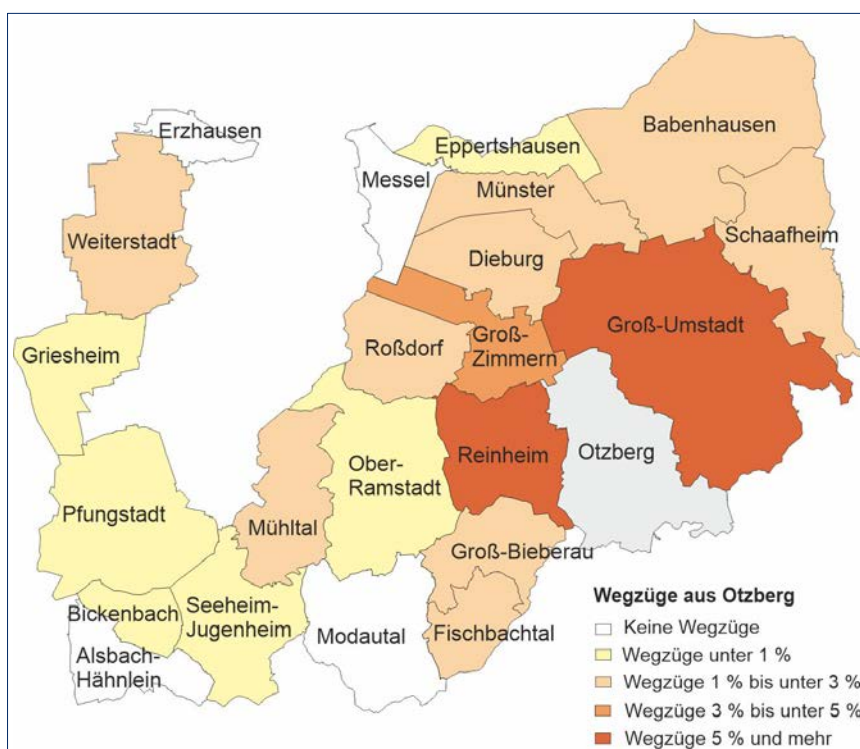 Erzhausen
Babenhausen
Eppertshausen
Messel
Münster
Weiterstadt
Schaafheim
Dieburg
Groß-Umstadt
Griesheim
Roßdorf
Groß-
Zimmern
Reinheim
Otzberg
Ober-
Ramstadt
Pfungstadt
Mühltal
Groß-Bieberau
Bickenbach
Seeheim-
Jugenheim
Modautal
Fischbachtal
Alsbach-
Hähnlein
Wegzüge aus Otzberg
Keine Wegzüge
Wegzüge unter 1 %
Wegzüge 1 % bis unter 3 %
Wegzüge 3 % bis unter 5 %
Wegzüge 5 % und mehr